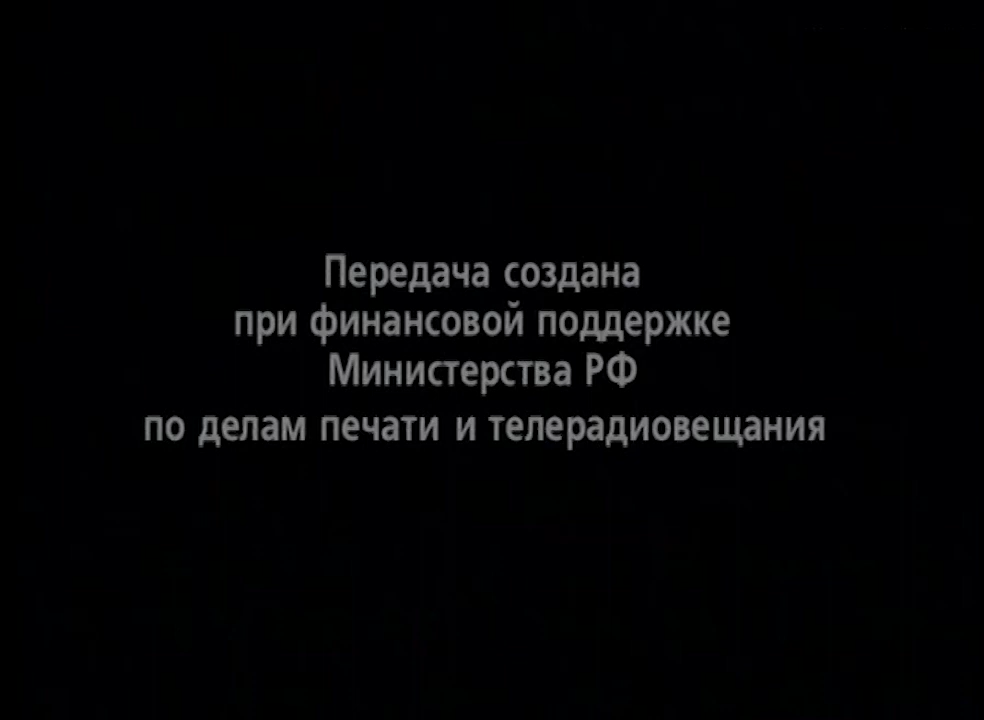 Передача создана
при финансовой поддержке
Министерства РФ
по делам печати и телерадиовещания